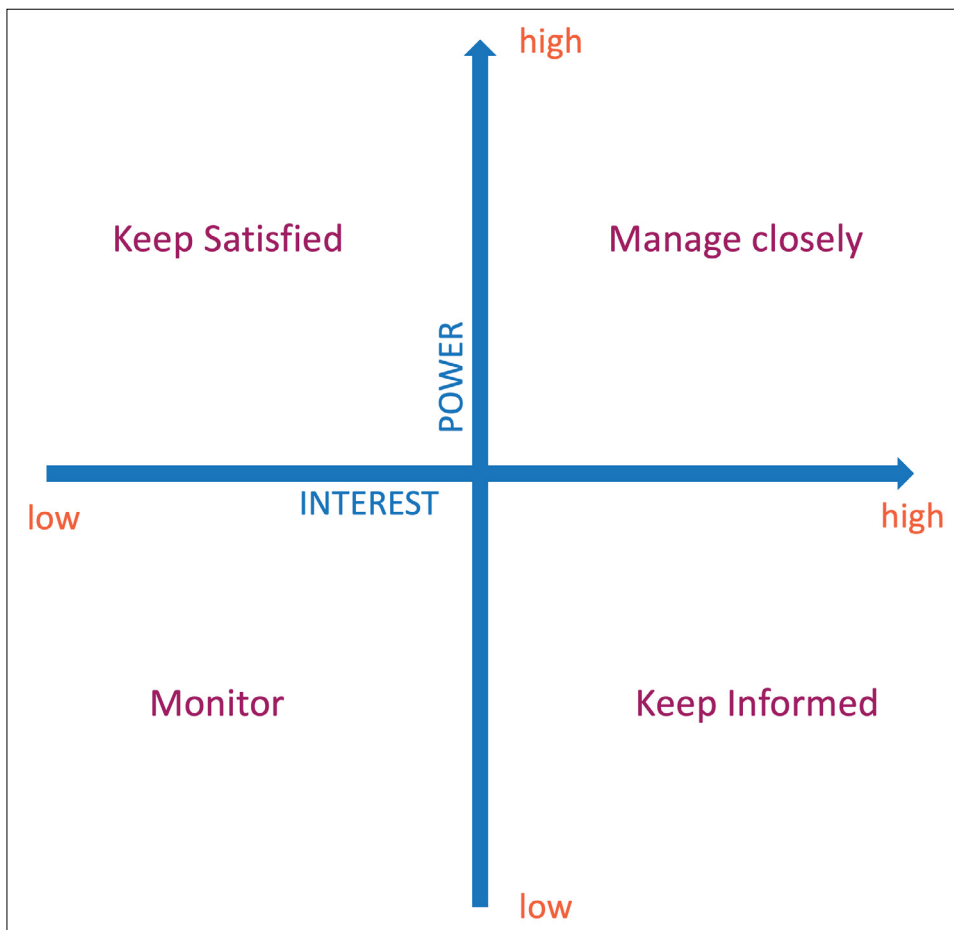 high
Keep Satisfied
Manage closely
POWER
INTEREST
low
high
Monitor
Keep Informed
low